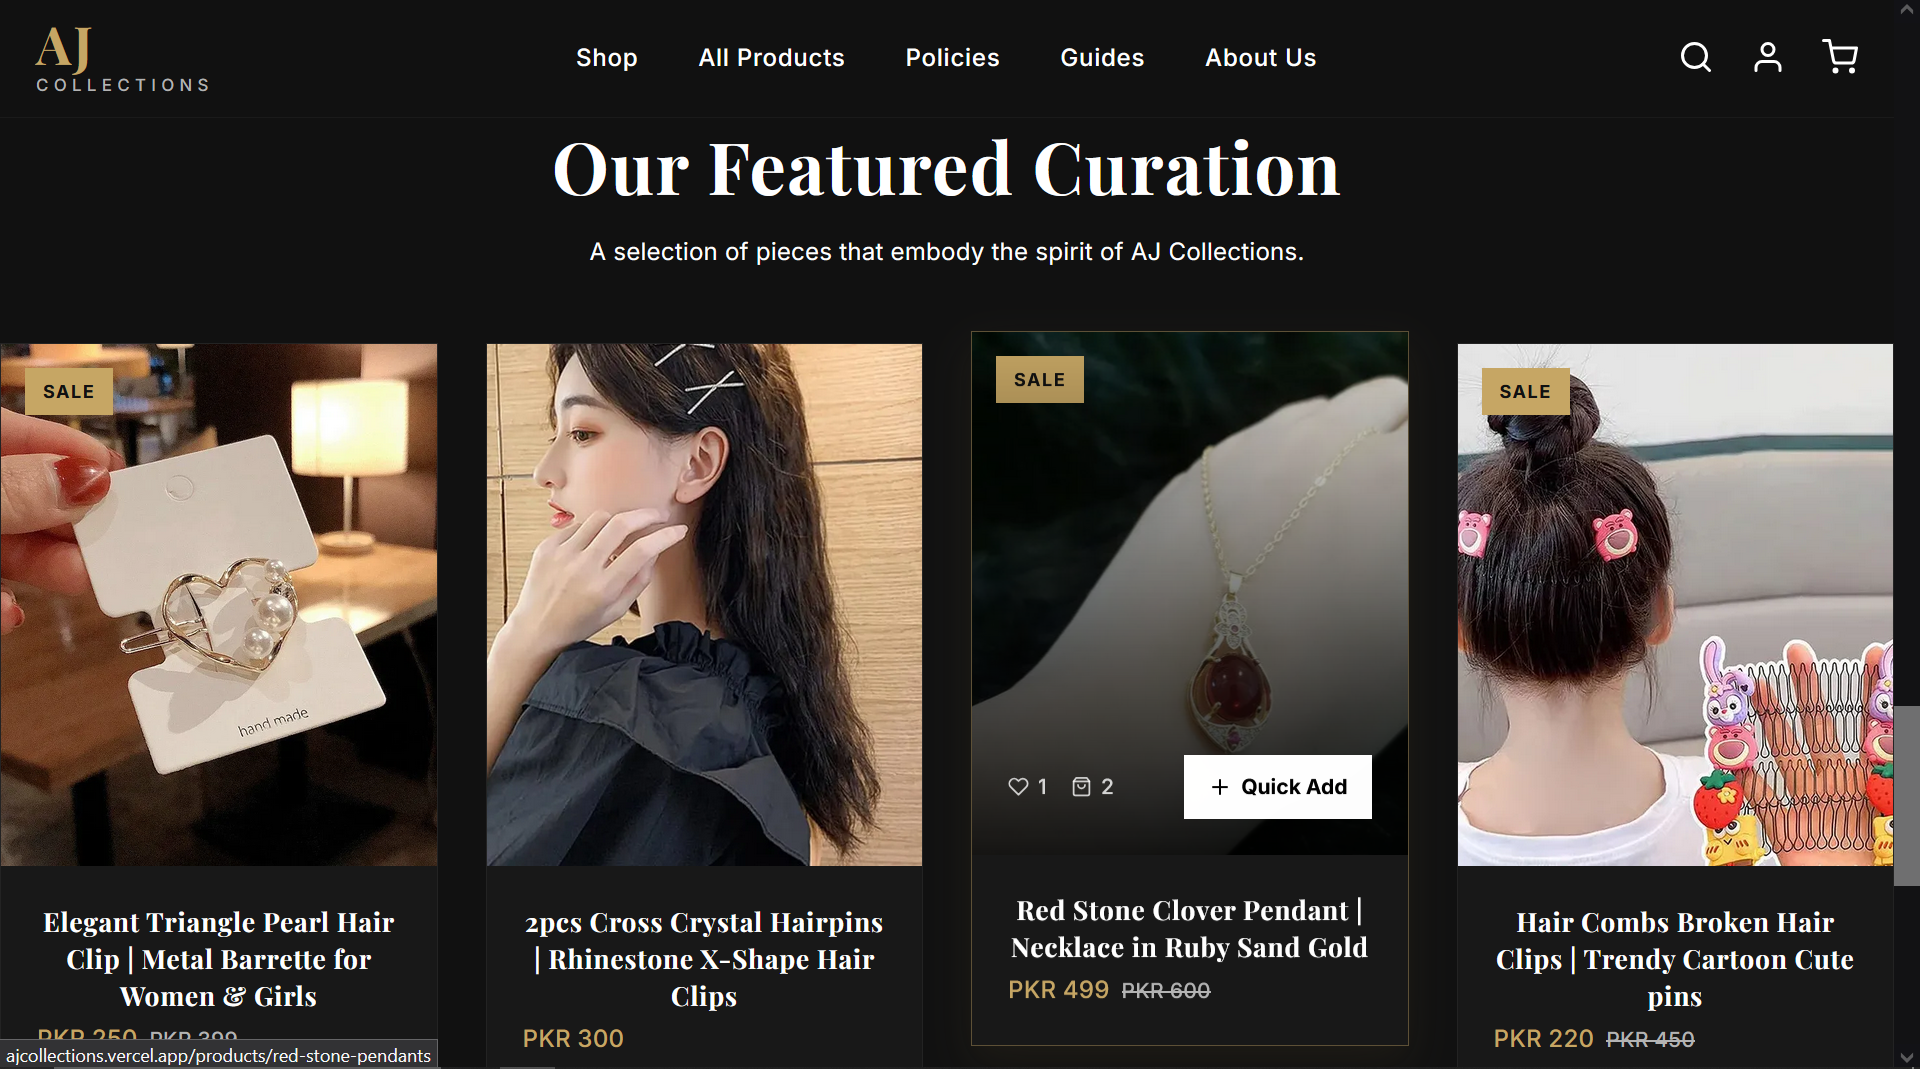 AJ
COLLECTIONS
Shop
All Products
Policies
Guides
About Us
Our Featured Curation
A selection of pieces that embody the spirit of AJ Collections.
SALE
hand made
Elegant Triangle Pearl Hair
Clip | Metal Barrette for
Women & Girls
PKR 250 PKR 399
2pcs Cross Crystal Hairpins
| Rhinestone X-Shape Hair
Clips
PKR 300
SALE
1
2
Quick Add
Red Stone Clover Pendant |
Necklace in Ruby Sand Gold
PKR 499 PKR 600
SALE
Hair Combs Broken Hair
Clips | Trendy Cartoon Cute
pins
PKR 220 PKR 450
ajcollections.vercel.app/products/red-stone-pendants